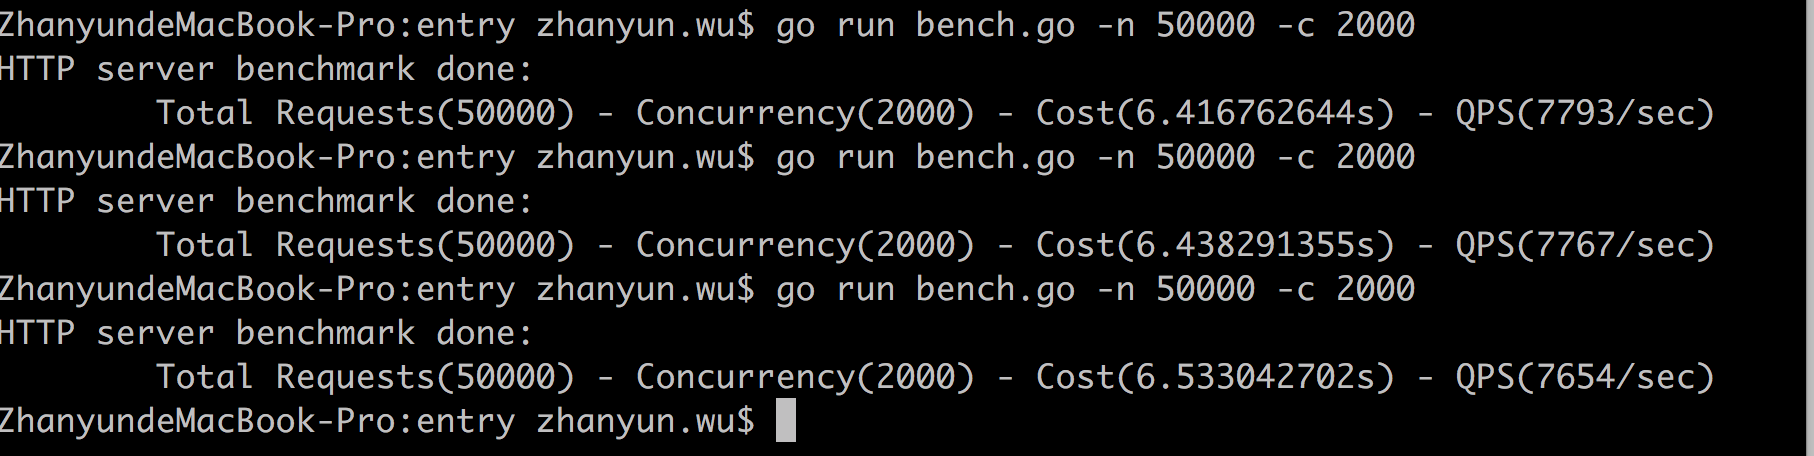 ZhanyundeMacBook-Pro:entry zhanyun.wu$ go run bench.go -n 50000 -c 2000
HTTP server benchmark done:
Total Requests(50000) - Concurrency(2000) - Cost(6.416762644s) - QPS(7793/sec)
ZhanyundeMacBook-Pro:entry zhanyun.wu$ go run bench.go -n 50000 -c 2000
HTTP server benchmark done:
Total Requests(50000) - Concurrency(2000) - Cost(6.438291355s) - QPS(7767/sec)
ZhanyundeMacBook-Pro:entry zhanyun.wu$ go run bench.go -n 50000 -c 2000
HTTP server benchmark done:
Total Requests(50000) - Concurrency(2000) - Cost(6.533042702s) - QPS(7654/sec)
ZhanyundeMacBook-Pro:entry zhanyun.wu$